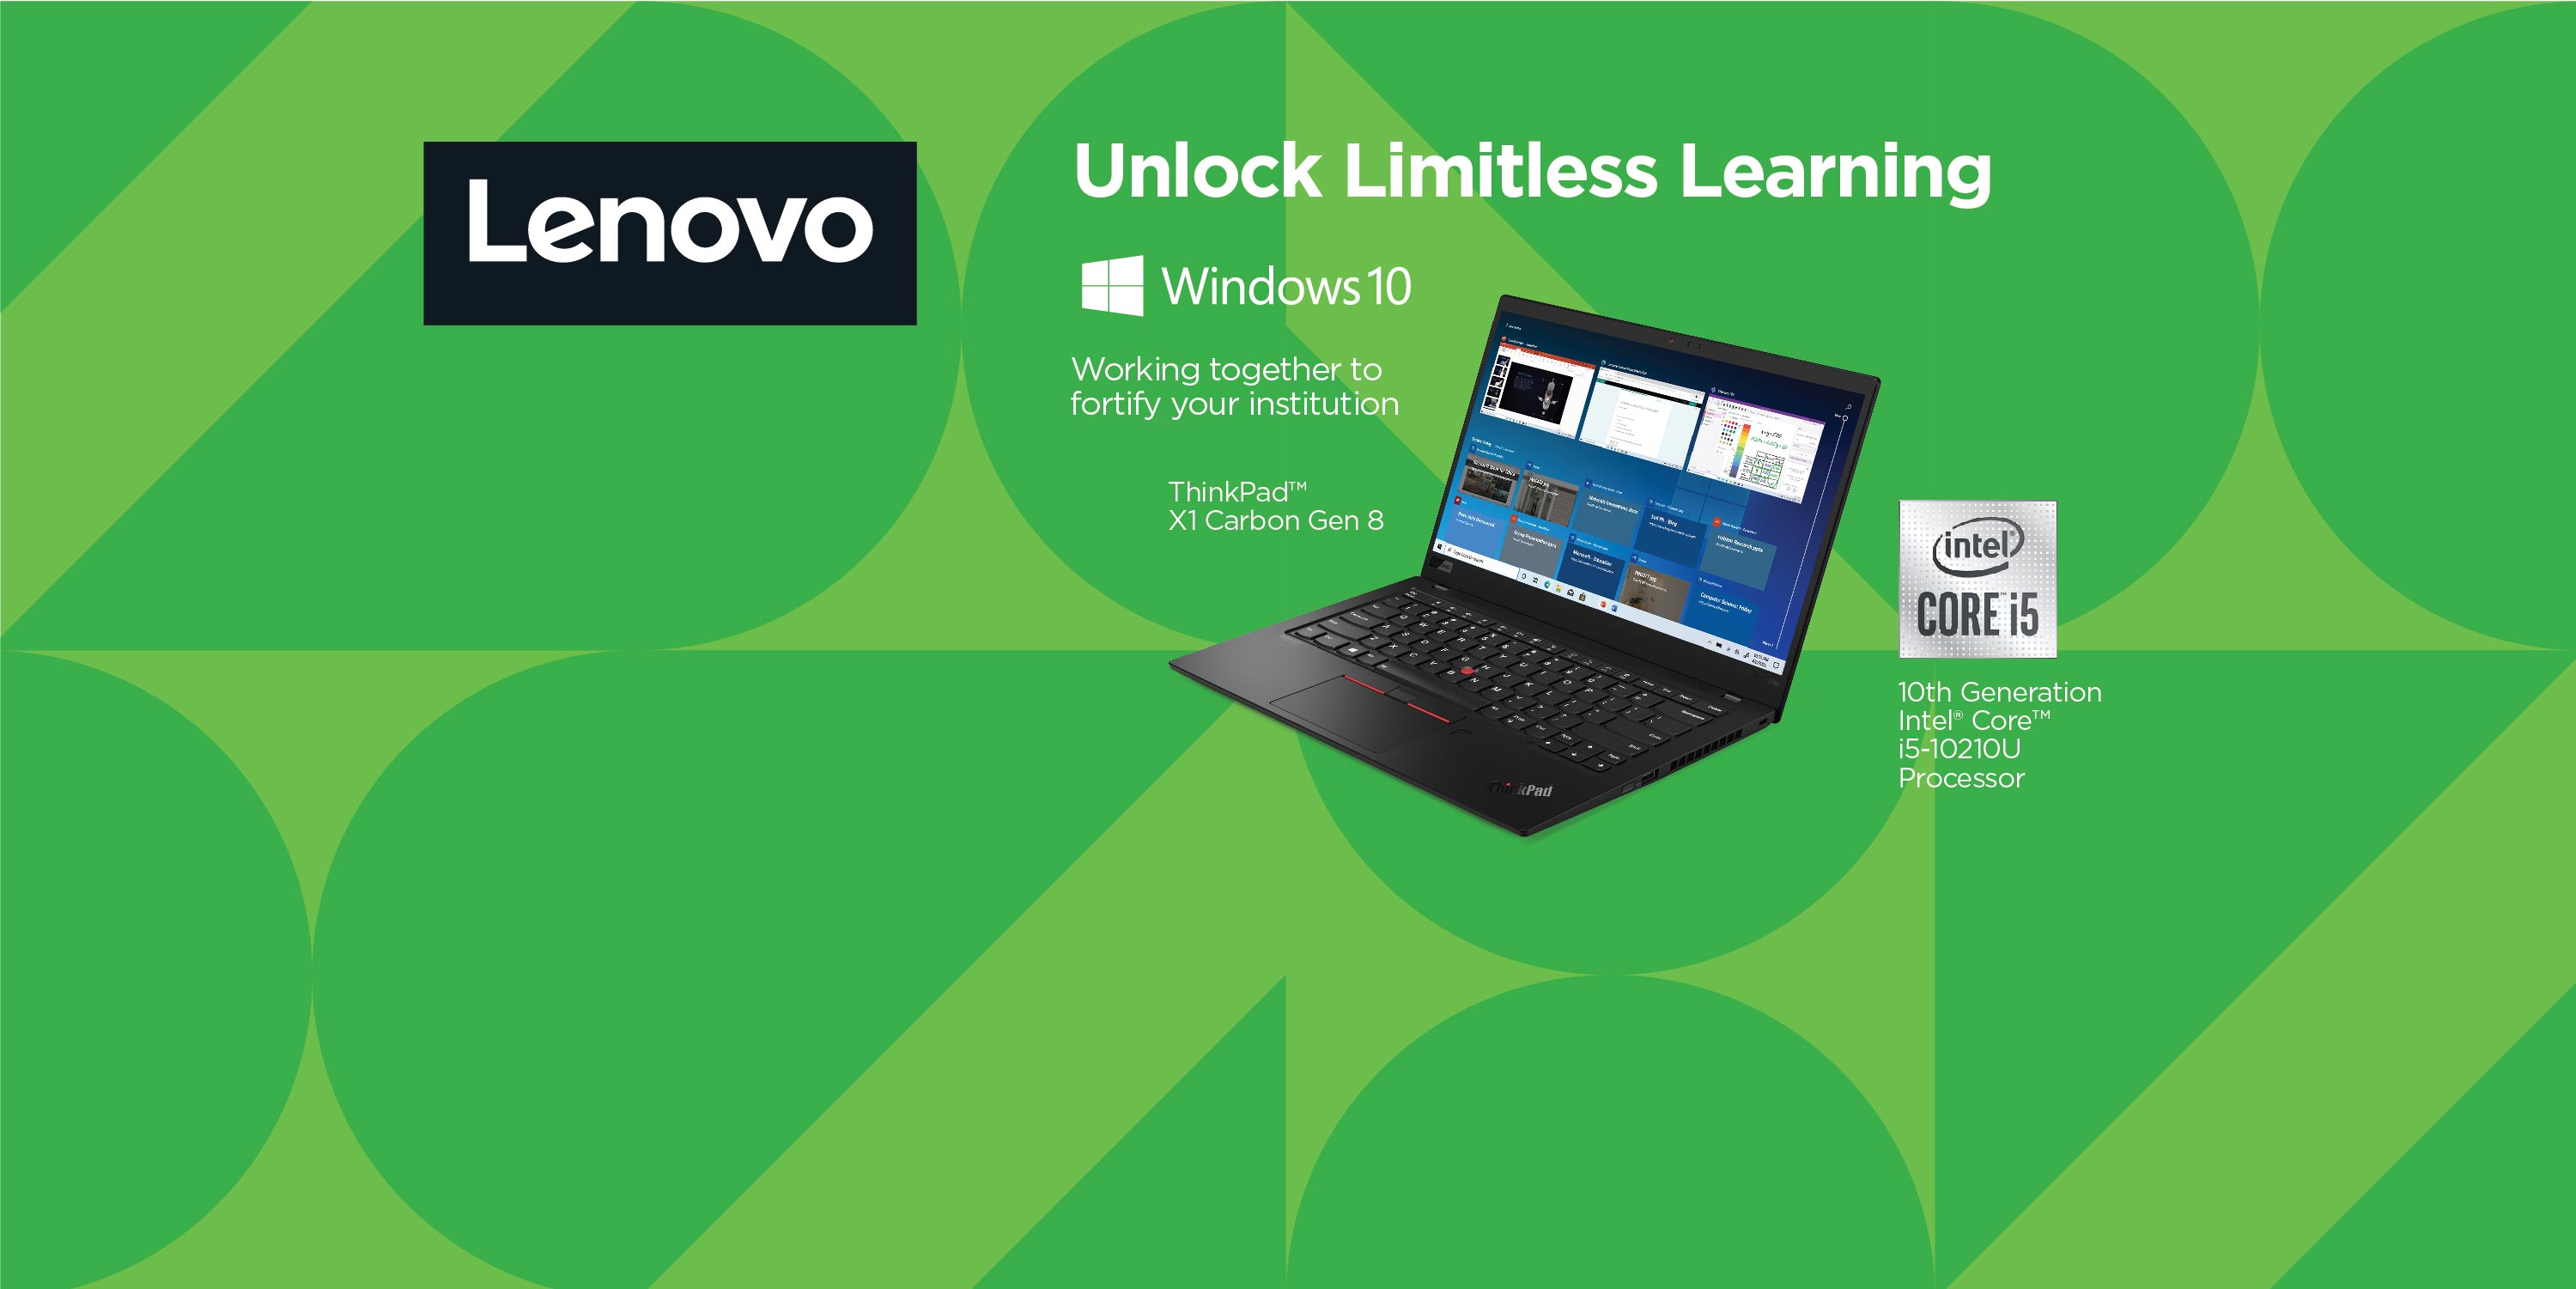 Lenovo
Unlock Limitless Learning
Windows 10
Working together to
fortify your institution
ThinkPad™
X1 Carbon Gen 8
intel®
CORE™ i5
10th Generation
Intel® Core™
i5-10210U
Processor
ThinkPad